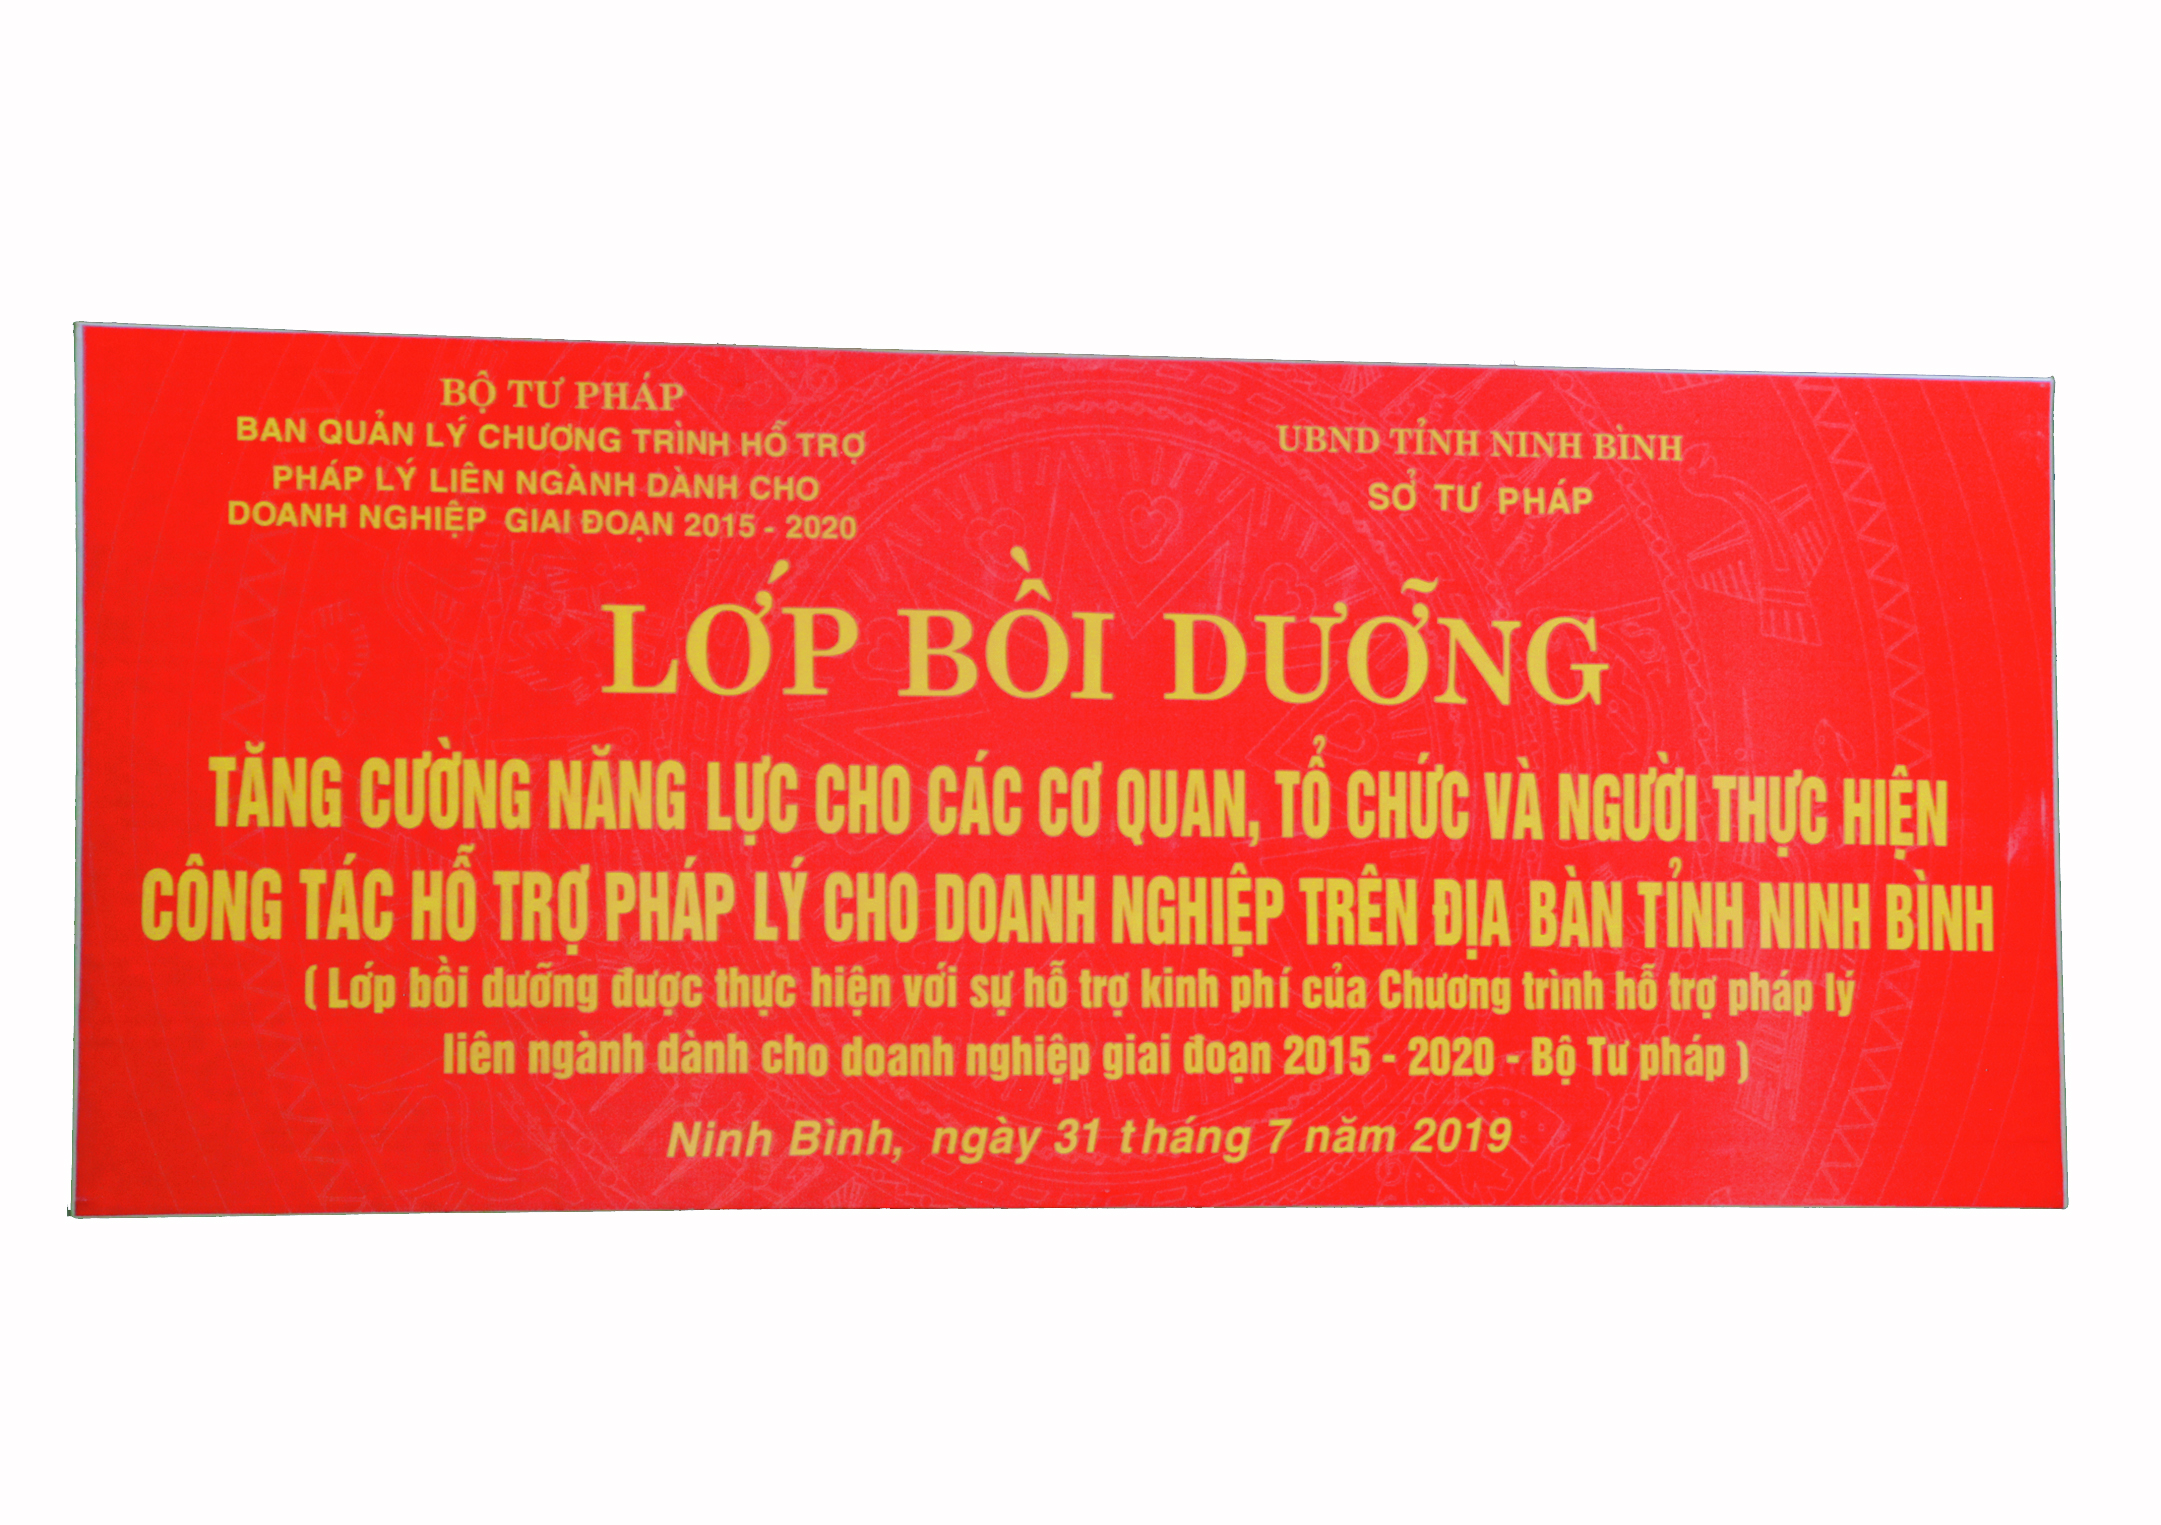 BỘ TƯ PHÁP
BAN QUẢN LÝ CHƯƠNG TRÌNH HỖ TRỢ
PHÁP LÝ LIÊN NGÀNH DÀNH CHO
DOANH NGHIỆP GIAI ĐOẠN 2015 - 2020
UBND TỈNH NINH BÌNH
SỞ TƯ PHÁP
LỚP BỒI DƯỠNG
TĂNG CƯỜNG NĂNG LỰC CHO CÁC CƠ QUAN, TỔ CHỨC VÀ NGƯỜI THỰC HIỆN
CÔNG TÁC HỖ TRỢ PHÁP LÝ CHO DOANH NGHIỆP TRÊN ĐỊA BÀN TỈNH NINH BÌNH
( Lớp bồi dưỡng được thực hiện với sự hỗ trợ kinh phí của Chương trình hỗ trợ pháp lý
liên ngành dành cho doanh nghiệp giai đoạn 2015 - 2020 - Bộ Tư pháp )
Ninh Bình, ngày 31 tháng 7 năm 2019